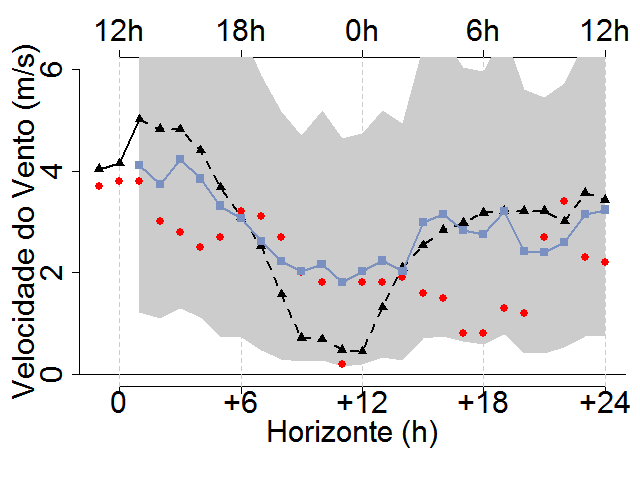 12h 18h 0h 6h 12h
Velocidade do Vento (m/s)
6
4
2
0
0 +6 +12 +18 +24
Horizonte (h)